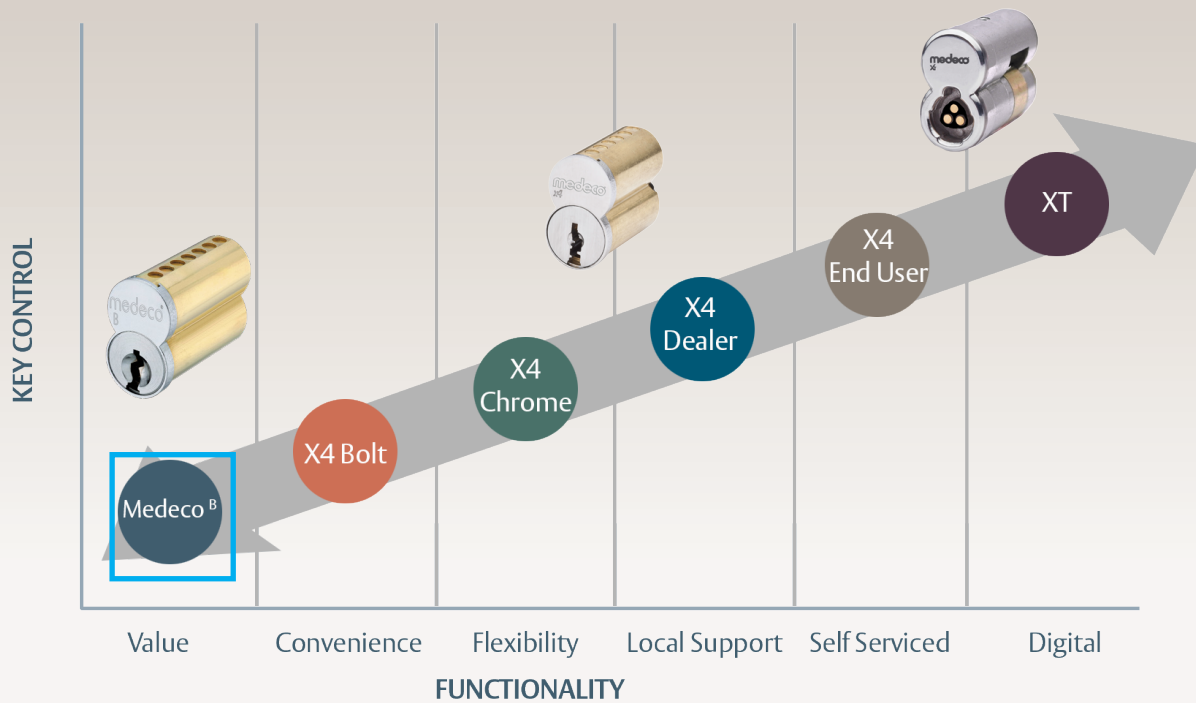 KEY CONTROL
medeco
B
medeco
X4
medeco
Medeco B
X4 Bolt
X4
Chrome
X4
Dealer
X4
End User
XT
Value
Convenience
Flexibility
Local Support
Self Serviced
Digital
FUNCTIONALITY